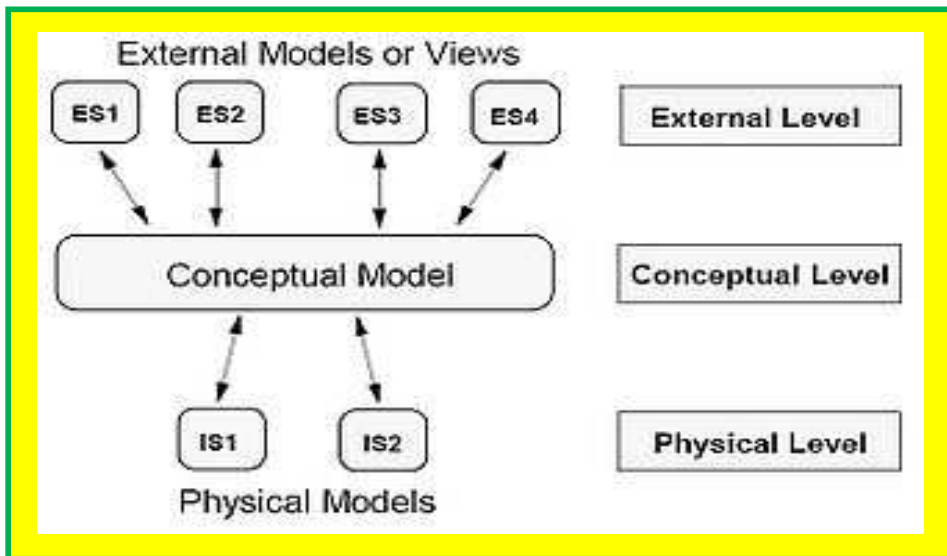 External Models or Views
ES1 ES2 ES3 ES4 External Level
Conceptual Model Conceptual Level
IS1 IS2 Physical Level
Physical Models